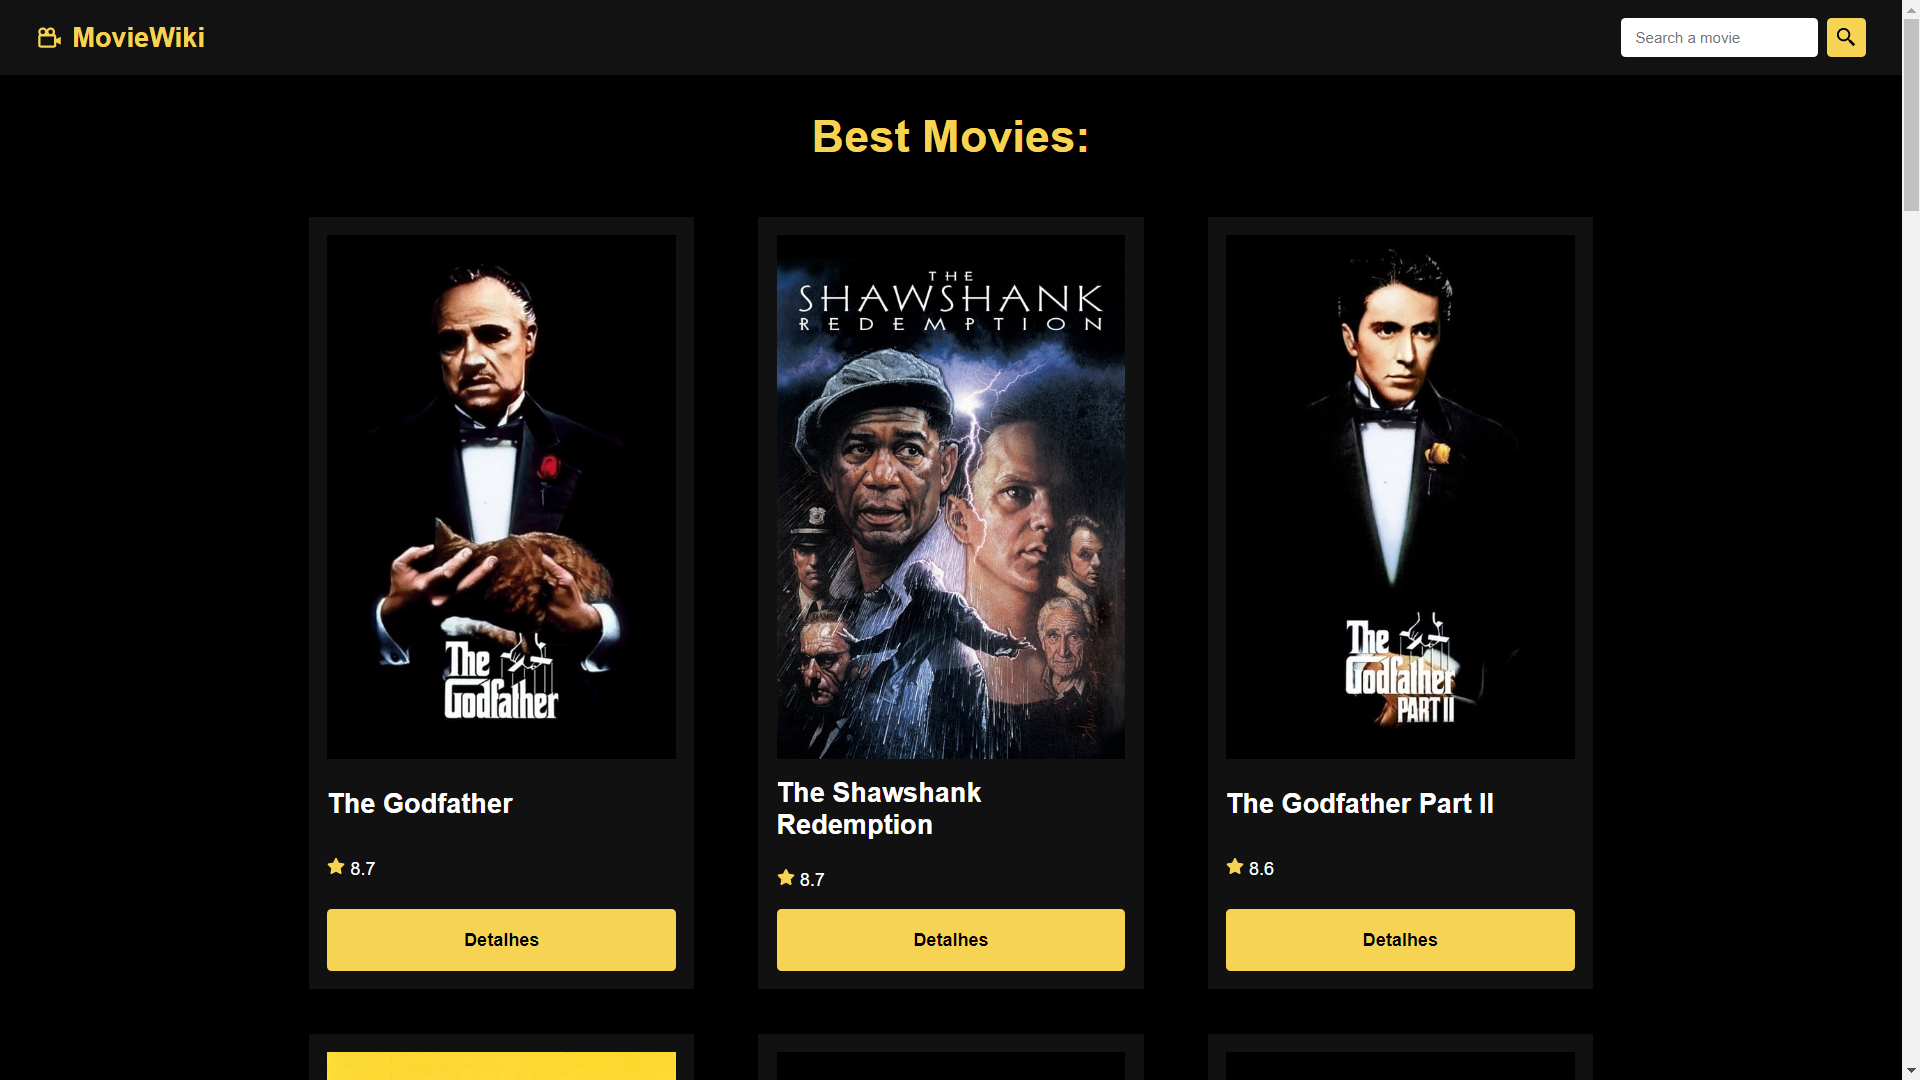 MovieWiki
Search a movie
Best Movies:
The
Godfather
THE
SHAWSHANK
REDEMPTION
The
Godfather
PART II
The Godfather
The Shawshank
Redemption
The Godfather Part II
8.7
8.7
8.6
Detalhes
Detalhes
Detalhes